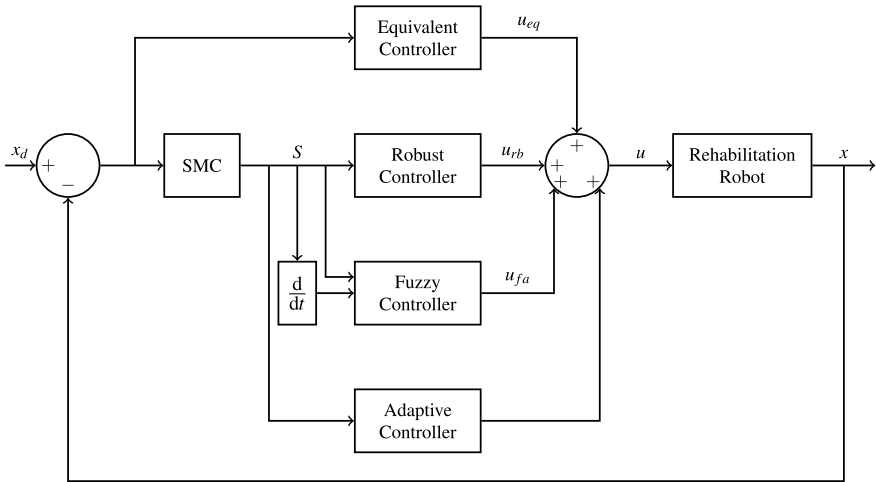 Equivalent
Controller
u_eq
x_d
+
−
SMC
S
Robust
Controller
u_rb
+
+
+
+
u
Rehabilitation
Robot
x
d
dt
Fuzzy
Controller
u_fa
Adaptive
Controller